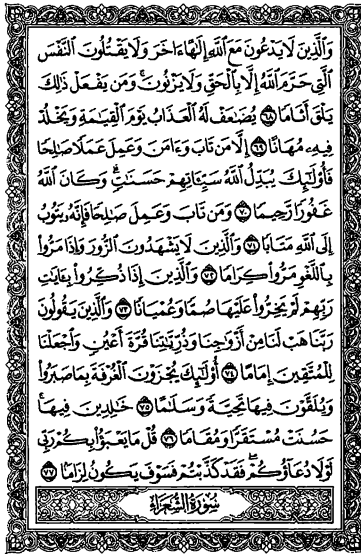 وَالَّذِينَ لَا يَدْعُونَ مَعَ اللَّهِ إِلَٰهًا ءَاخَرَ وَلَا يَقْتُلُونَ النَّفْسَ
الَّتِي حَرَّمَ اللَّهُ إِلَّا بِالْحَقِّ وَلَا يَزْنُونَ ۚ وَمَن يَفْعَلْ ذَٰلِكَ
يَلْقَ أَثَامًا ٦٨ يُضَاعَفْ لَهُ الْعَذَابُ يَوْمَ الْقِيَامَةِ وَيَخْلُدْ
فِيهِ مُهَانًا ٦٩ إِلَّا مَن تَابَ وَءَامَنَ وَعَمِلَ عَمَلًا صَالِحًا
فَأُولَٰئِكَ يُبَدِّلُ اللَّهُ سَيِّئَاتِهِمْ حَسَنَاتٍ ۗ وَكَانَ اللَّهُ
غَفُورًا رَّحِيمًا ٧٠ وَمَن تَابَ وَعَمِلَ صَالِحًا فَإِنَّهُ يَتُوبُ
إِلَى اللَّهِ مَتَابًا ٧١ وَالَّذِينَ لَا يَشْهَدُونَ الزُّورَ وَإِذَا مَرُّوا
بِاللَّغْوِ مَرُّوا كِرَامًا ٧٢ وَالَّذِينَ إِذَا ذُكِّرُوا بِـَٔايَاتِ
رَبِّهِمْ لَمْ يَخِرُّوا عَلَيْهَا صُمًّا وَعُمْيَانًا ٧٣ وَالَّذِينَ يَقُولُونَ
رَبَّنَا هَبْ لَنَا مِنْ أَزْوَاجِنَا وَذُرِّيَّاتِنَا قُرَّةَ أَعْيُنٍ وَاجْعَلْنَا
لِلْمُتَّقِينَ إِمَامًا ٧٤ أُولَٰئِكَ يُجْزَوْنَ الْغُرْفَةَ بِمَا صَبَرُوا
وَيُلَقَّوْنَ فِيهَا تَحِيَّةً وَسَلَامًا ٧٥ خَالِدِينَ فِيهَا ۚ
حَسُنَتْ مُسْتَقَرًّا وَمُقَامًا ٧٦ قُلْ مَا يَعْبَؤُا بِكُمْ رَبِّي
لَوْلَا دُعَاؤُكُمْ ۖ فَقَدْ كَذَّبْتُمْ فَسَوْفَ يَكُونُ لِزَامًا ٧٧
سُورَةُ الشُّعَرَاءِ